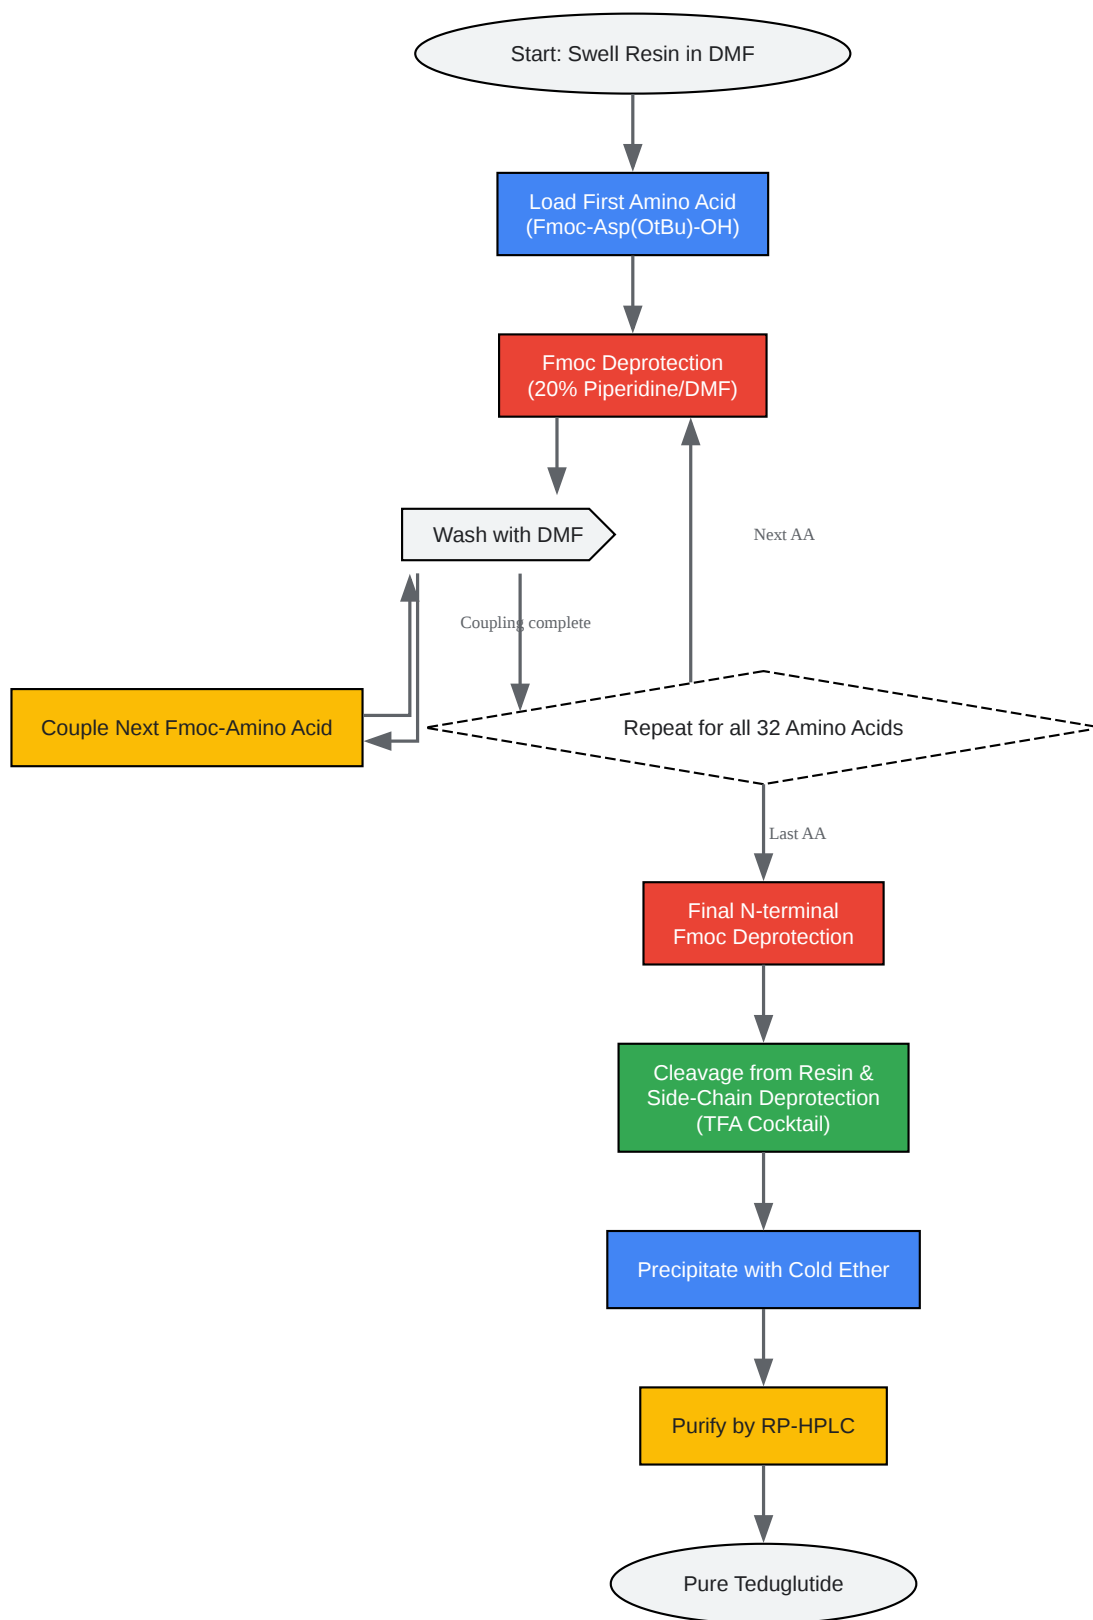 Start: Swell Resin in DMF
Load First Amino Acid
(Fmoc-Asp(OtBu)-OH)
Fmoc Deprotection
(20% Piperidine/DMF)
Wash with DMF
Next AA
Coupling complete
Couple Next Fmoc-Amino Acid
Repeat for all 32 Amino Acids
Last AA
Final N-terminal
Fmoc Deprotection
Cleavage from Resin &
Side-Chain Deprotection
(TFA Cocktail)
Precipitate with Cold Ether
Purify by RP-HPLC
Pure Teduglutide